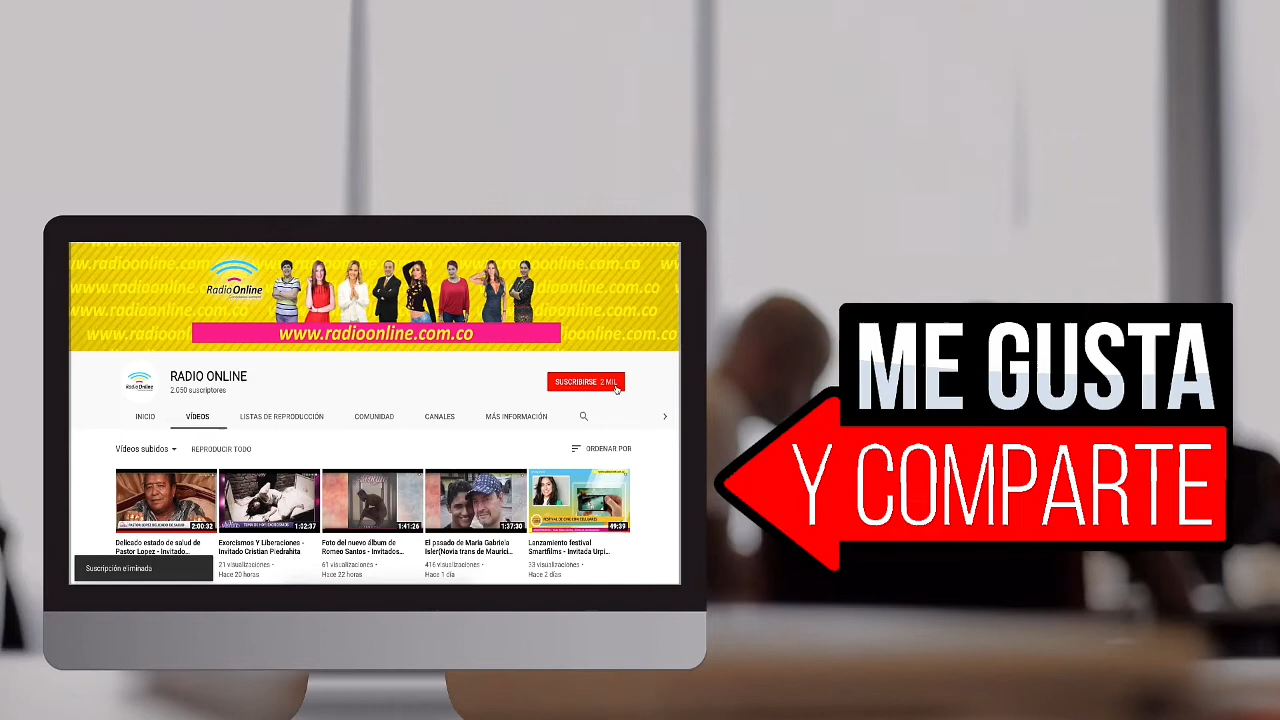 www.radioonline.com.co
Radio Online
www.radioonline.com.co
RADIO ONLINE
2.050 suscriptores
SUSCRIBIRSE 2 MIL
INICIO
VÍDEOS
LISTAS DE REPRODUCCIÓN
COMUNIDAD
CANALES
MÁS INFORMACIÓN
Vídeos subidos
REPRODUCIR TODO
ORDENAR POR
2:00:32
1:02:37
1:41:26
1:37:30
49:39
Delicado estado de salud de
Pastor Lopez - Invitado...
Exorcismos Y Liberaciones -
Invitado Cristian Piedrahita
21 visualizaciones •
Hace 20 horas
Foto del nuevo álbum de
Romeo Santos - Invitados...
61 visualizaciones •
Hace 22 horas
El pasado de María Gabriela
Isler(Novia trans de Maurici...
416 visualizaciones •
Hace 1 día
Lanzamiento festival
Smartfilms - Invitada Urpi...
33 visualizaciones •
Hace 2 días
Suscripción eliminada
ME GUSTA
Y COMPARTE